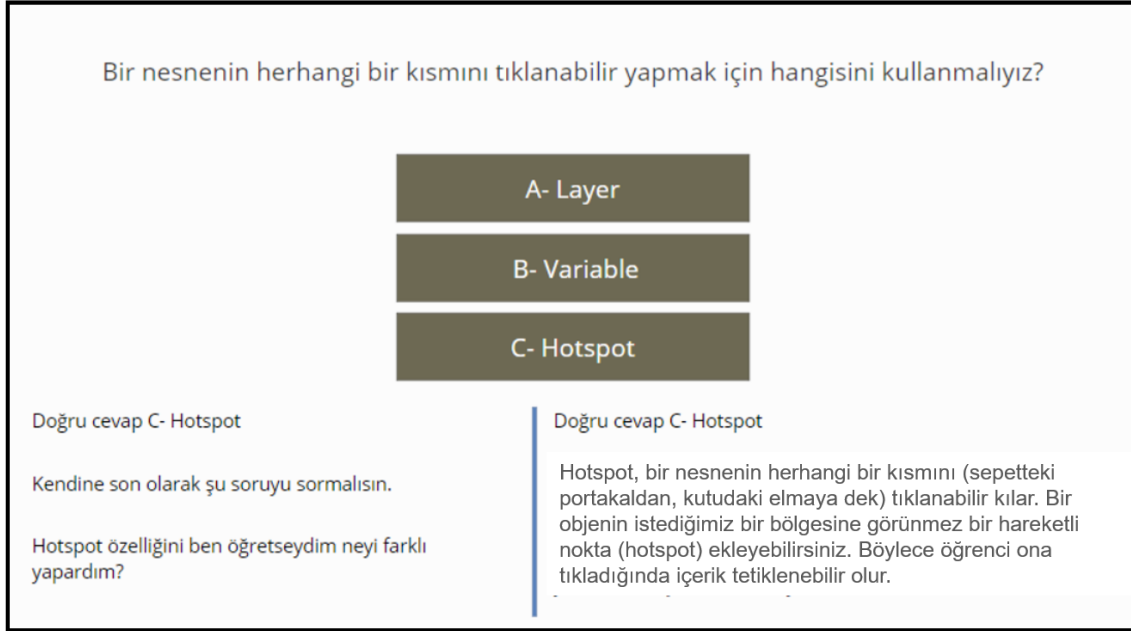 Bir nesnenin herhangi bir kısmını tıklanabilir yapmak için hangisini kullanmalıyız?
A- Layer
B- Variable
C- Hotspot
Doğru cevap C- Hotspot
Kendine son olarak şu soruyu sormalısın.
Hotspot özelliğini ben öğretseydim neyi farklı
yapardım?
Doğru cevap C- Hotspot
Hotspot, bir nesnenin herhangi bir kısmını (sepetteki
portakaldan, kutudaki elmaya dek) tıklanabilir kılar. Bir
objenin istediğimiz bir bölgesine görünmez bir hareketli
nokta (hotspot) ekleyebilirsiniz. Böylece öğrenci ona
tıkladığında içerik tetiklenebilir olur.